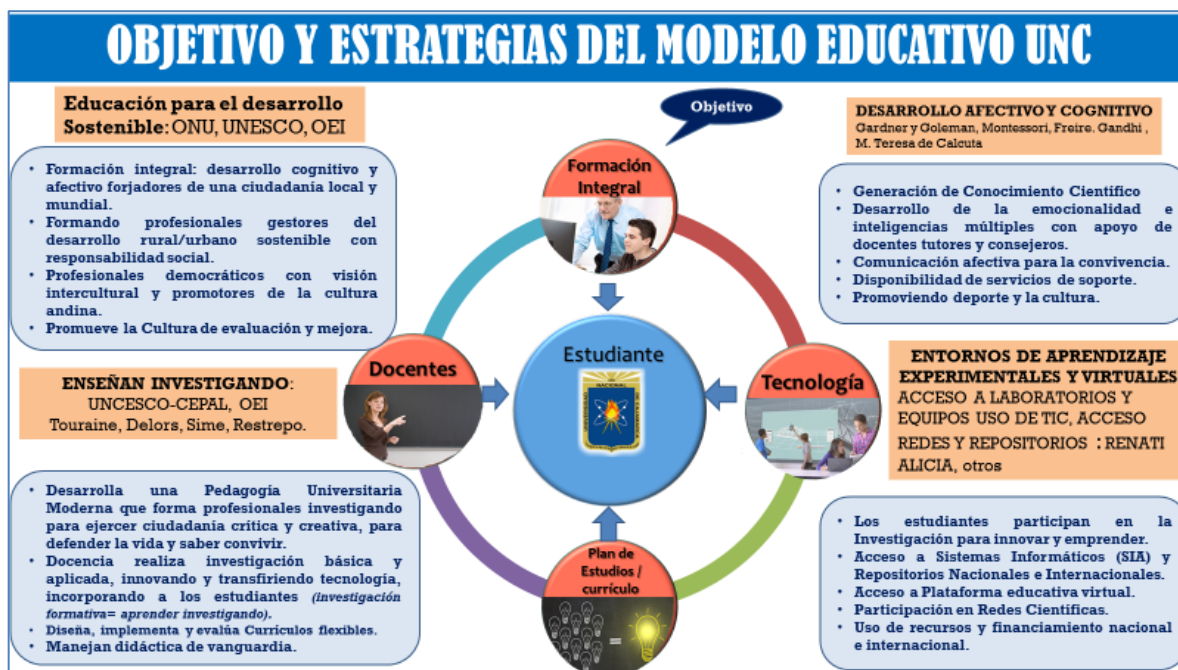 OBJETIVO Y ESTRATEGIAS DEL MODELO EDUCATIVO UNC
Educación para el desarrollo
Sostenible: ONU, UNESCO, OEI
• Formación integral: desarrollo cognitivo y
afectivo forjadores de una ciudadanía local y
mundial.
• Formando profesionales gestores del
desarrollo rural/urbano sostenible con
responsabilidad social.
• Profesionales democráticos con visión
intercultural y promotores de la cultura
andina.
• Promueve la Cultura de evaluación y mejora.
Objetivo
Formación
Integral
DESARROLLO AFECTIVO Y COGNITIVO
Gardner y Goleman, Montessori, Freire. Gandhi ,
M. Teresa de Calcuta
• Generación de Conocimiento Científico
• Desarrollo de la emocionalidad e
inteligencias múltiples con apoyo de
docentes tutores y consejeros.
• Comunicación afectiva para la convivencia.
• Disponibilidad de servicios de soporte.
• Promoviendo deporte y la cultura.
Docentes
Estudiante
NACIONAL
Tecnología
ENSEÑAN INVESTIGANDO:
UNCESCO-CEPAL, OEI
Touraine, Delors, Sime, Restrepo.
ENTORNOS DE APRENDIZAJE
EXPERIMENTALES Y VIRTUALES
ACCESO A LABORATORIOS Y
EQUIPOS USO DE TIC, ACCESO
REDES Y REPOSITORIOS : RENATI
ALICIA, otros
• Desarrolla una Pedagogía Universitaria
Moderna que forma profesionales investigando
para ejercer ciudadanía crítica y creativa, para
defender la vida y saber convivir.
• Docencia realiza investigación básica y
aplicada, innovando y transfiriendo tecnología,
incorporando a los estudiantes (investigación
formativa= aprender investigando).
• Diseña, implementa y evalúa Currículos flexibles.
• Manejan didáctica de vanguardia.
Plan de
Estudios /
currículo
=
• Los estudiantes participan en la
Investigación para innovar y emprender.
• Acceso a Sistemas Informáticos (SIA) y
Repositorios Nacionales e Internacionales.
• Acceso a Plataforma educativa virtual.
• Participación en Redes Científicas.
• Uso de recursos y financiamiento nacional
e internacional.